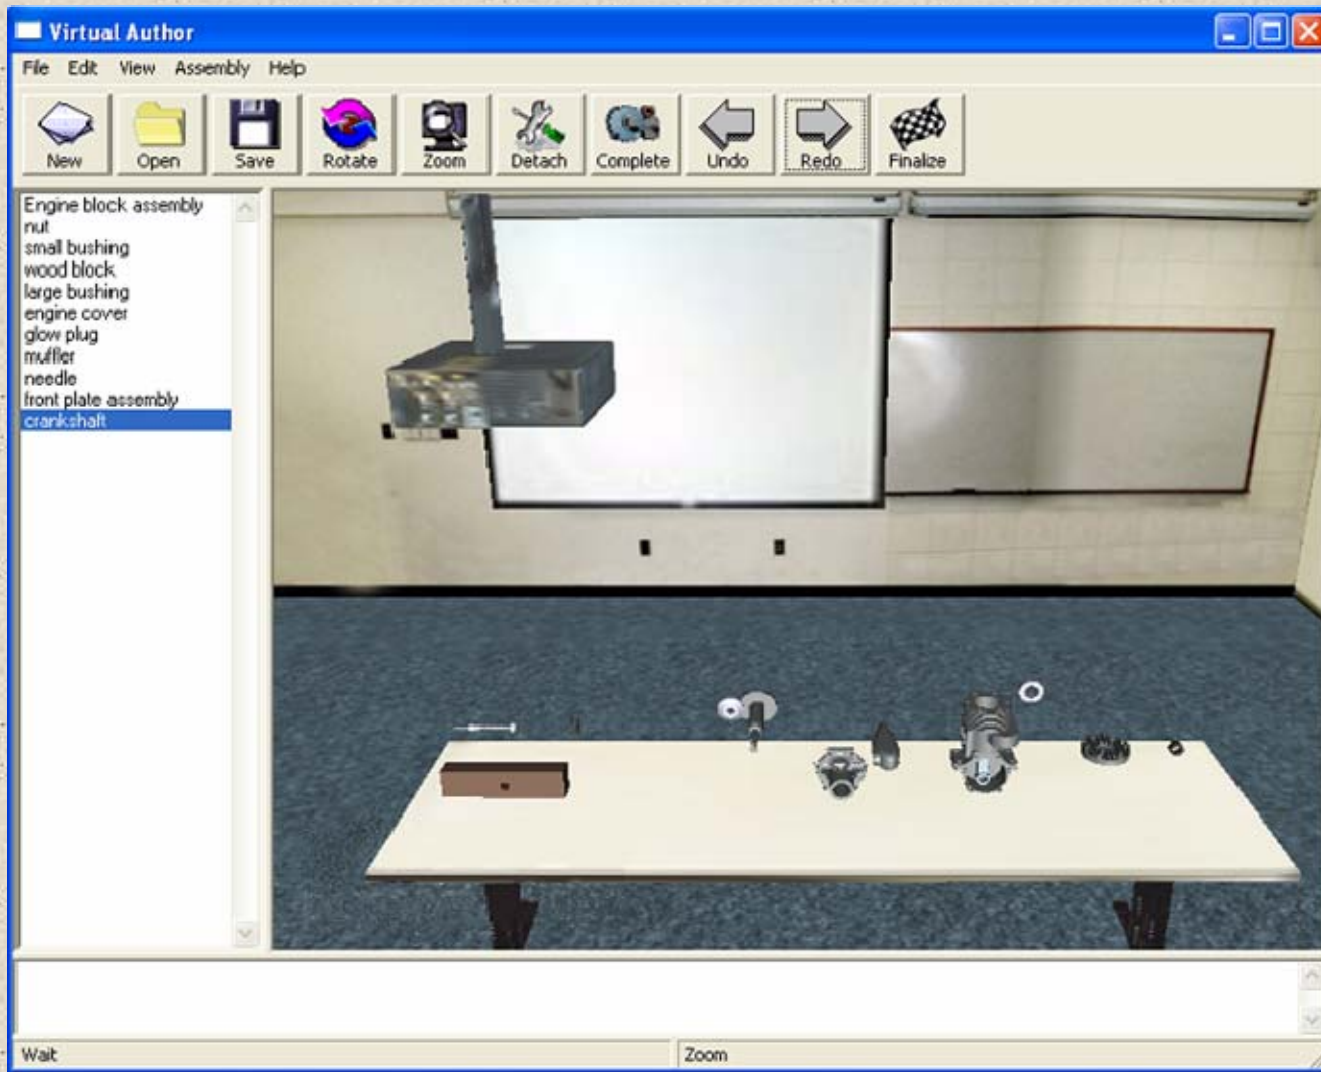 Virtual Author
File Edit View Assembly Help
New Open Save Rotate Zoom Detach Complete Undo Redo Finalize
Engine block assembly
nut
small bushing
wood block
large bushing
engine cover
glow plug
muffler
needle
front plate assembly
crankshaft
Wait Zoom